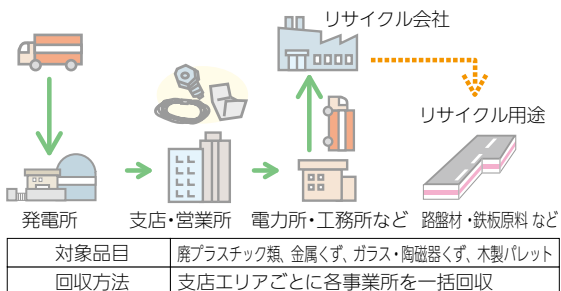 リサイクル会社
リサイクル用途
発電所 支店・営業所 電力所・工務所など 路盤材・鉄板原料 など
対象品目 廃プラスチック類、金属くず、ガラス・陶磁器くず、木製パレット
回収方法 支店エリアごとに各事業所を一括回収